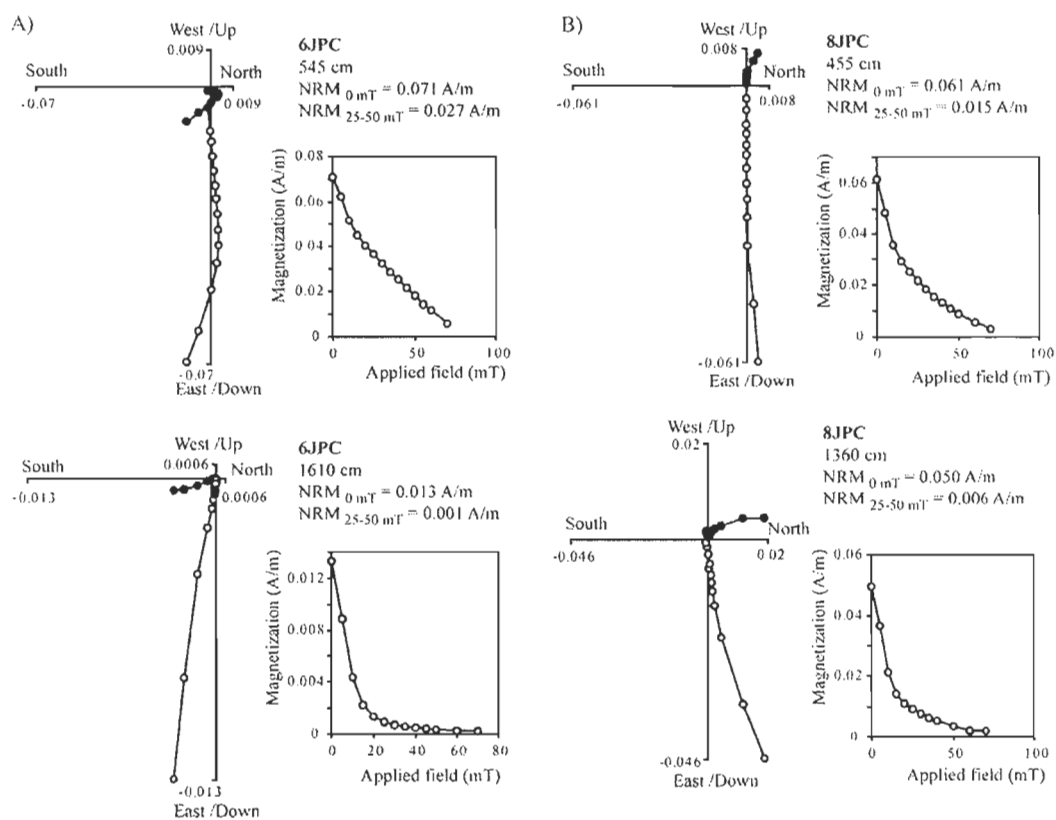 A)
West /Up
0.009
South
North
-0.07
0.009
-0.07
East /Down
6JPC
545 cm
NRM 0 mT = 0.071 A/m
NRM 25-50 mT = 0.027 A/m
Magnetization (A/m)
0.08
0.06
0.04
0.02
0
0
50
100
Applied field (mT)
B)
West /Up
0.008
North
South
-0.061
0.008
-0.061
East /Down
8JPC
455 cm
NRM 0 mT = 0.061 A/m
NRM 25-50 mT = 0.015 A/m
Magnetization (A/m)
0.06
0.04
0.02
0
0
50
100
Applied field (mT)
West /Up
South
0.0006
North
-0.013
0.0006
-0.013
East /Down
6JPC
1610 cm
NRM 0 mT = 0.013 A/m
NRM 25-50 mT = 0.001 A/m
Magnetization (A/m)
0.012
0.008
0.004
0
0
20
40
60
80
Applied field (mT)
West /Up
0.02
South
North
-0.046
0.02
-0.046
East /Down
8JPC
1360 cm
NRM 0 mT = 0.050 A/m
NRM 25-50 mT = 0.006 A/m
Magnetization (A/m)
0.06
0.04
0.02
0
0
50
100
Applied field (mT)